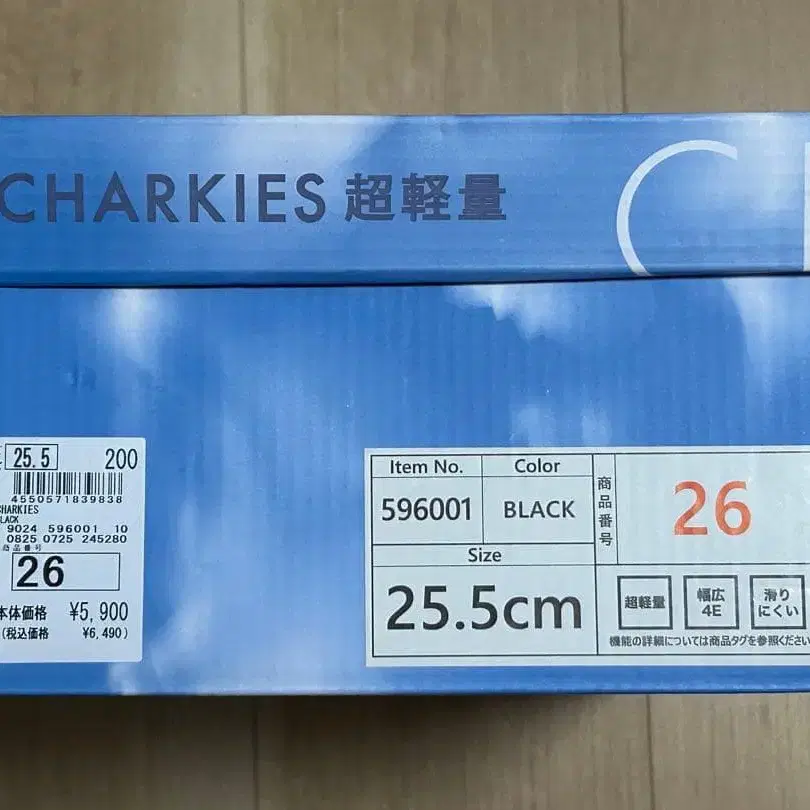 CHARKIES 超軽量
25.5 200
4550571839838
CHARKIES
BLACK
9024 596001 10
0825 0725 245280
商品番号
26
本体価格 ¥5,900
(税込価格 ¥6,490)
Item No. Color
596001 BLACK
Size
25.5cm
商品番号
26
超軽量
幅広
4E
滑り
にくい
機能の詳細については商品タグを参照ください